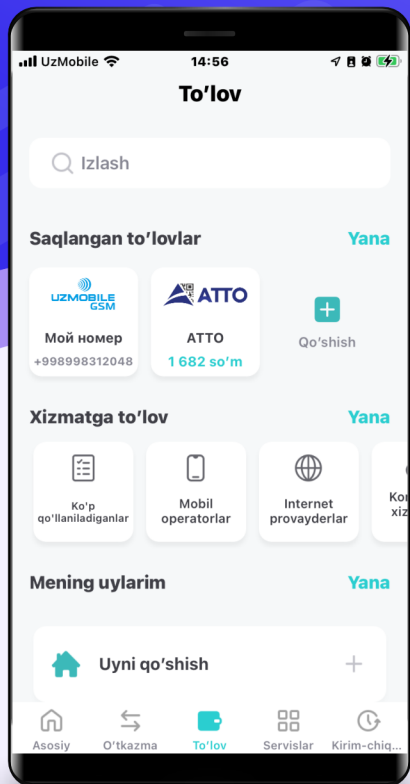 UzMobile 14:56
To'lov
Izlash
Saqlangan to'lovlar Yana
UZMOBILE
GSM
ATTO
Мой номер
+998998312048
ATTO
1 682 so'm
Qo'shish
Xizmatga to'lov Yana
Ko'p
qo'llaniladiganlar
Mobil
operatorlar
Internet
provayderlar
Mening uylarim Yana
Uyni qo'shish
Asosiy O'tkazma To'lov Servislar Kirim-chiq...